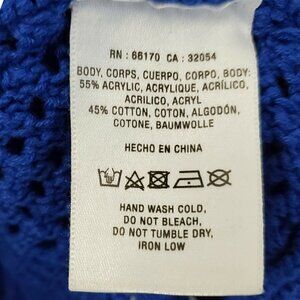 RN : 66170 CA : 32054
BODY, CORPS, CUERPO, CORPO, BODY:
55% ACRYLIC, ACRYLIQUE, ACRÍLICO,
ACRILICO, ACRYL
45% COTTON, COTON, ALGODÓN,
COTONE, BAUMWOLLE
HECHO EN CHINA
HAND WASH COLD,
DO NOT BLEACH,
DO NOT TUMBLE DRY,
IRON LOW